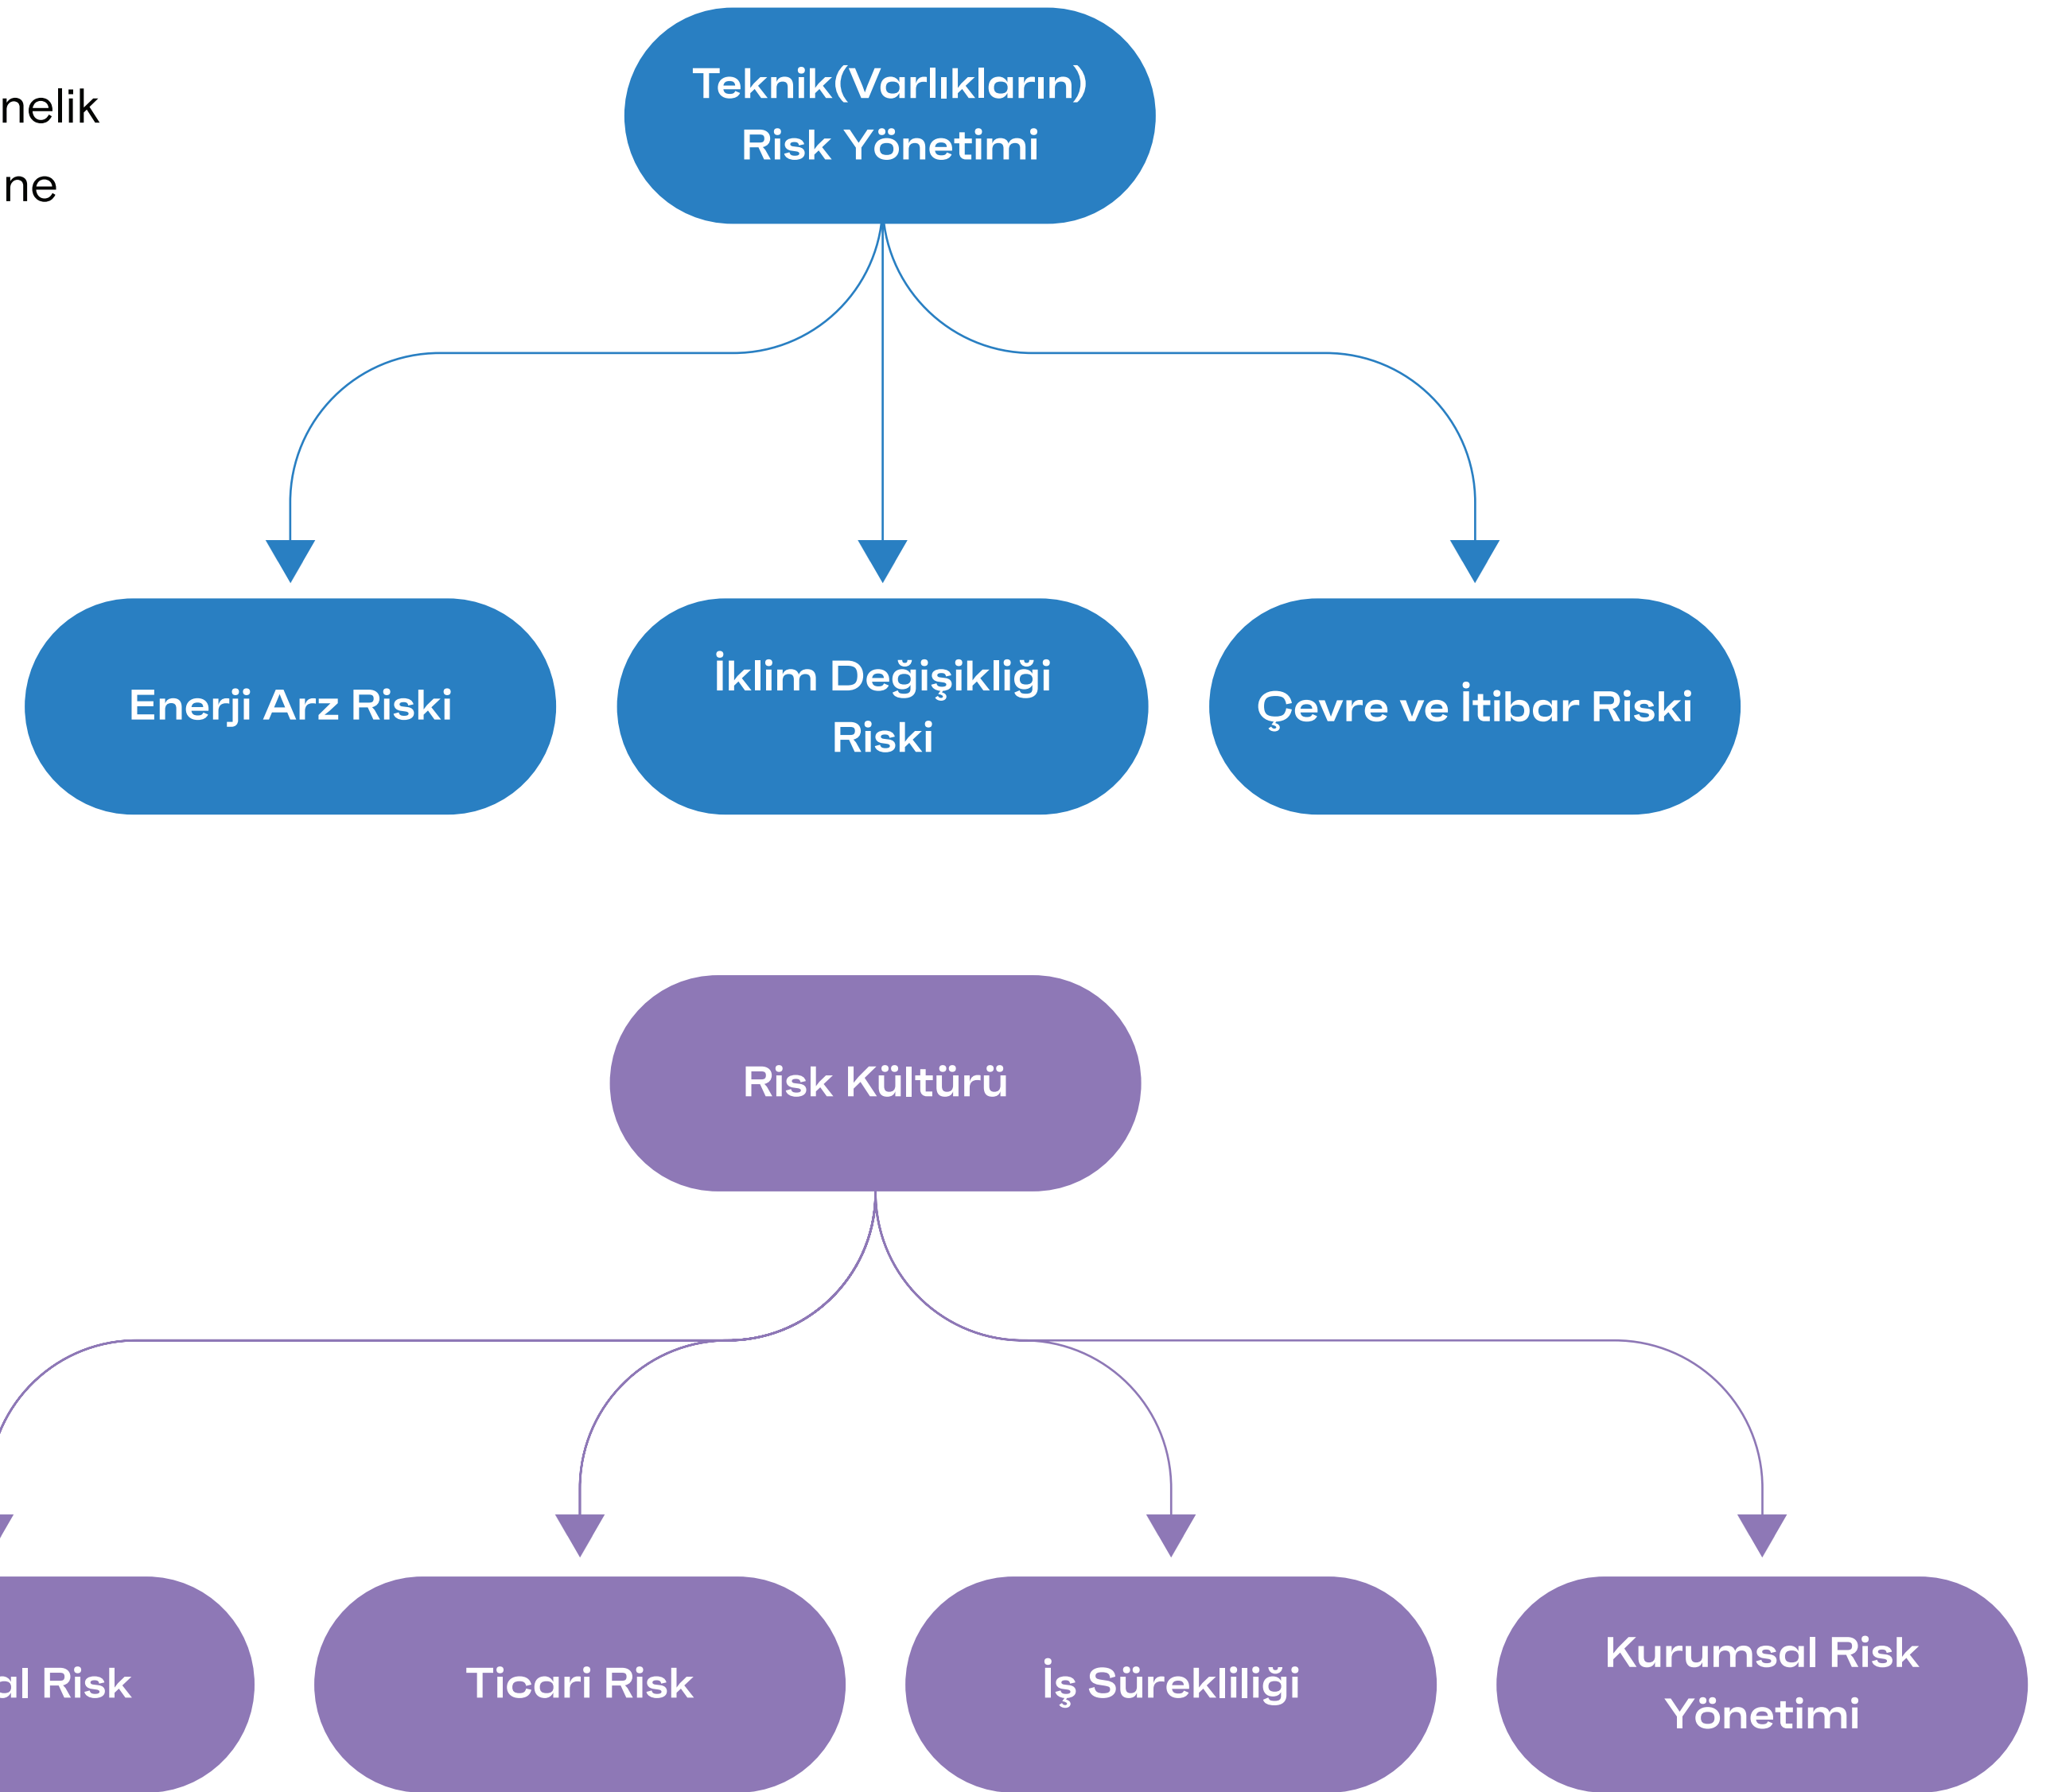 nelik
ne
Teknik(Varlıkların)
Risk Yönetimi
Enerji Arz Riski
İklim Değişikliği
Riski
Çevre ve İtibar Riski
Risk Kültürü
al Risk
Ticari Risk
İş Sürekliliği
Kurumsal Risk
Yönetimi